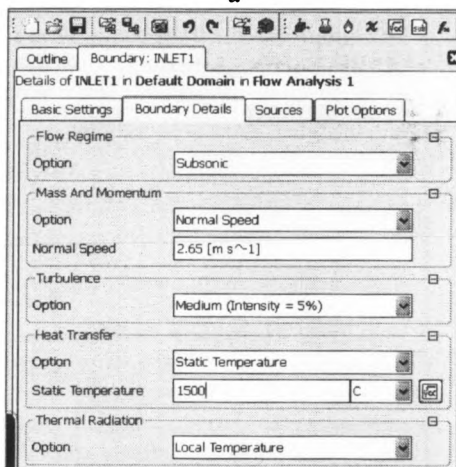 Outline Boundary: INLET1
Details of INLET1 in Default Domain in Flow Analysis 1
Basic Settings Boundary Details Sources Plot Options
Flow Regime
Option Subsonic
Mass And Momentum
Option Normal Speed
Normal Speed 2.65 [m s^-1]
Turbulence
Option Medium (Intensity = 5%)
Heat Transfer
Option Static Temperature
Static Temperature 1500 C
Thermal Radiation
Option Local Temperature